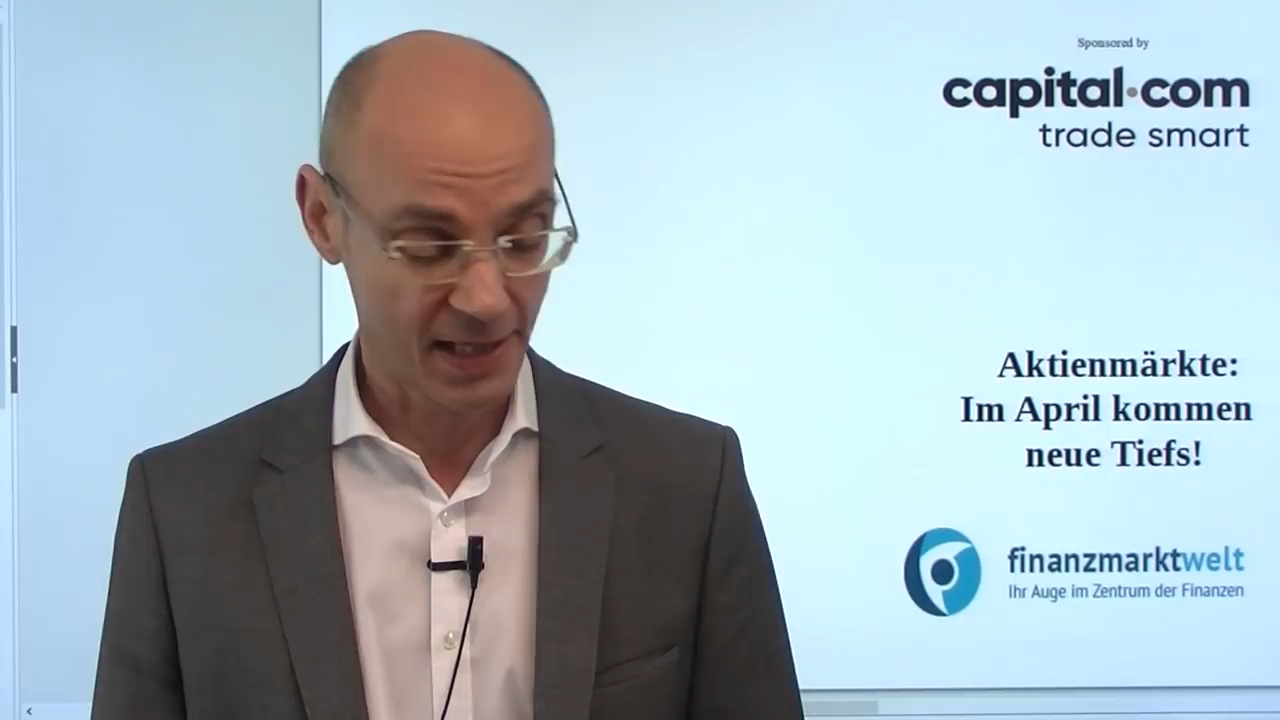 Sponsored by
capital.com
trade smart
Aktienmärkte:
Im April kommen
neue Tiefs!
finanzmarktwelt
Ihr Auge im Zentrum der Finanzen